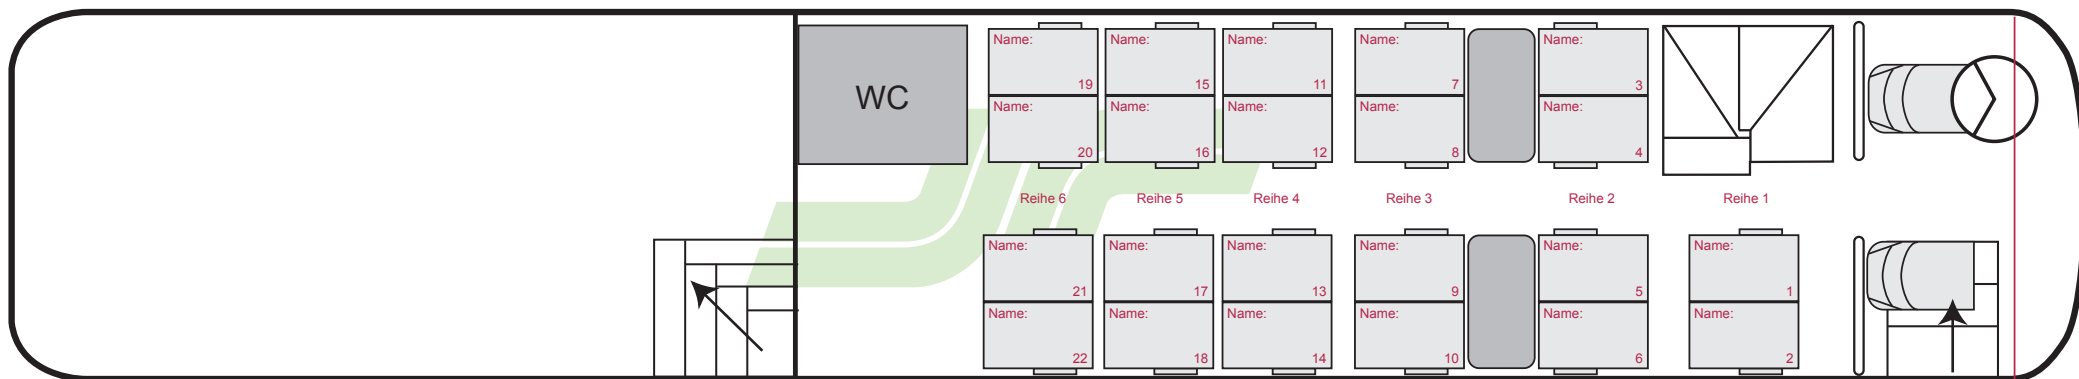 Name: Name: Name: Name: Name:
19 15 11 7 3
WC
Name: Name: Name: Name: Name:
20 16 12 8 4
Reihe 6 Reihe 5 Reihe 4 Reihe 3 Reihe 2 Reihe 1
Name: Name: Name: Name: Name: Name:
21 17 13 9 5 1
Name: Name: Name: Name: Name: Name:
22 18 14 10 6 2